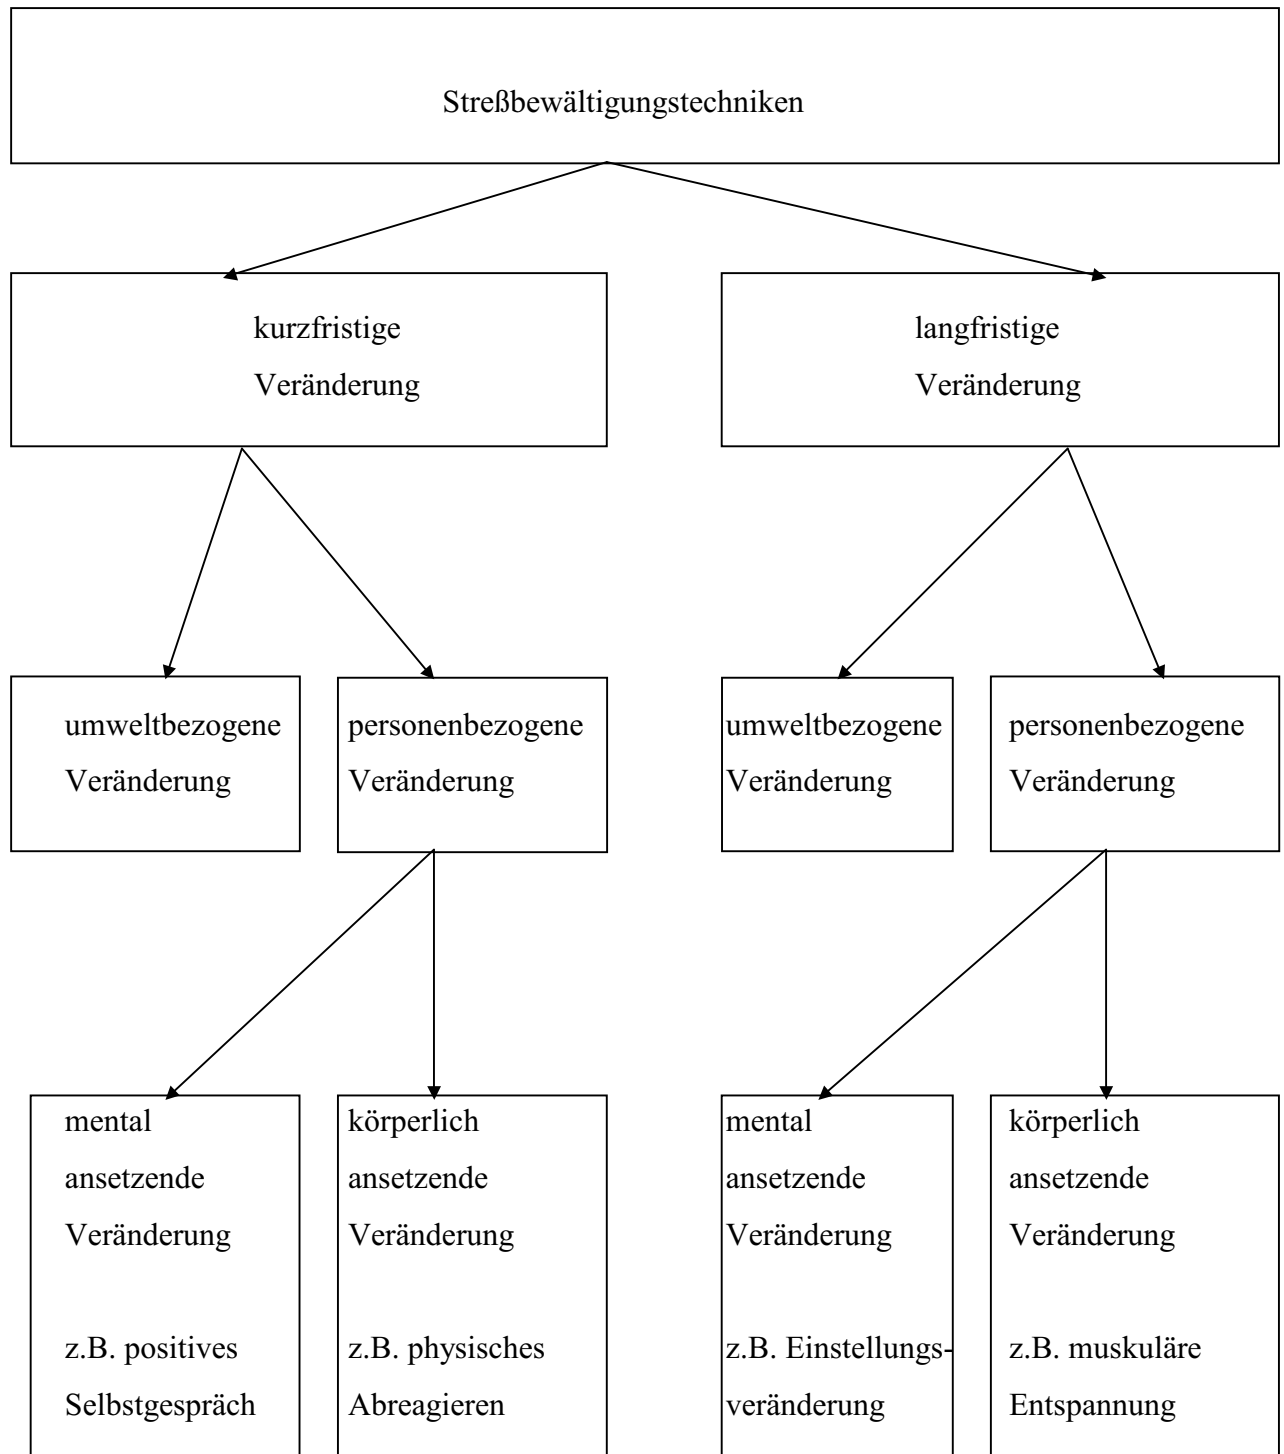 Streßbewältigungstechniken
kurzfristige
Veränderung
langfristige
Veränderung
umweltbezogene
Veränderung
personenbezogene
Veränderung
umweltbezogene
Veränderung
personenbezogene
Veränderung
mental
ansetzende
Veränderung
z.B. positives
Selbstgespräch
körperlich
ansetzende
Veränderung
z.B. physisches
Abreagieren
mental
ansetzende
Veränderung
z.B. Einstellungs-
veränderung
körperlich
ansetzende
Veränderung
z.B. muskuläre
Entspannung